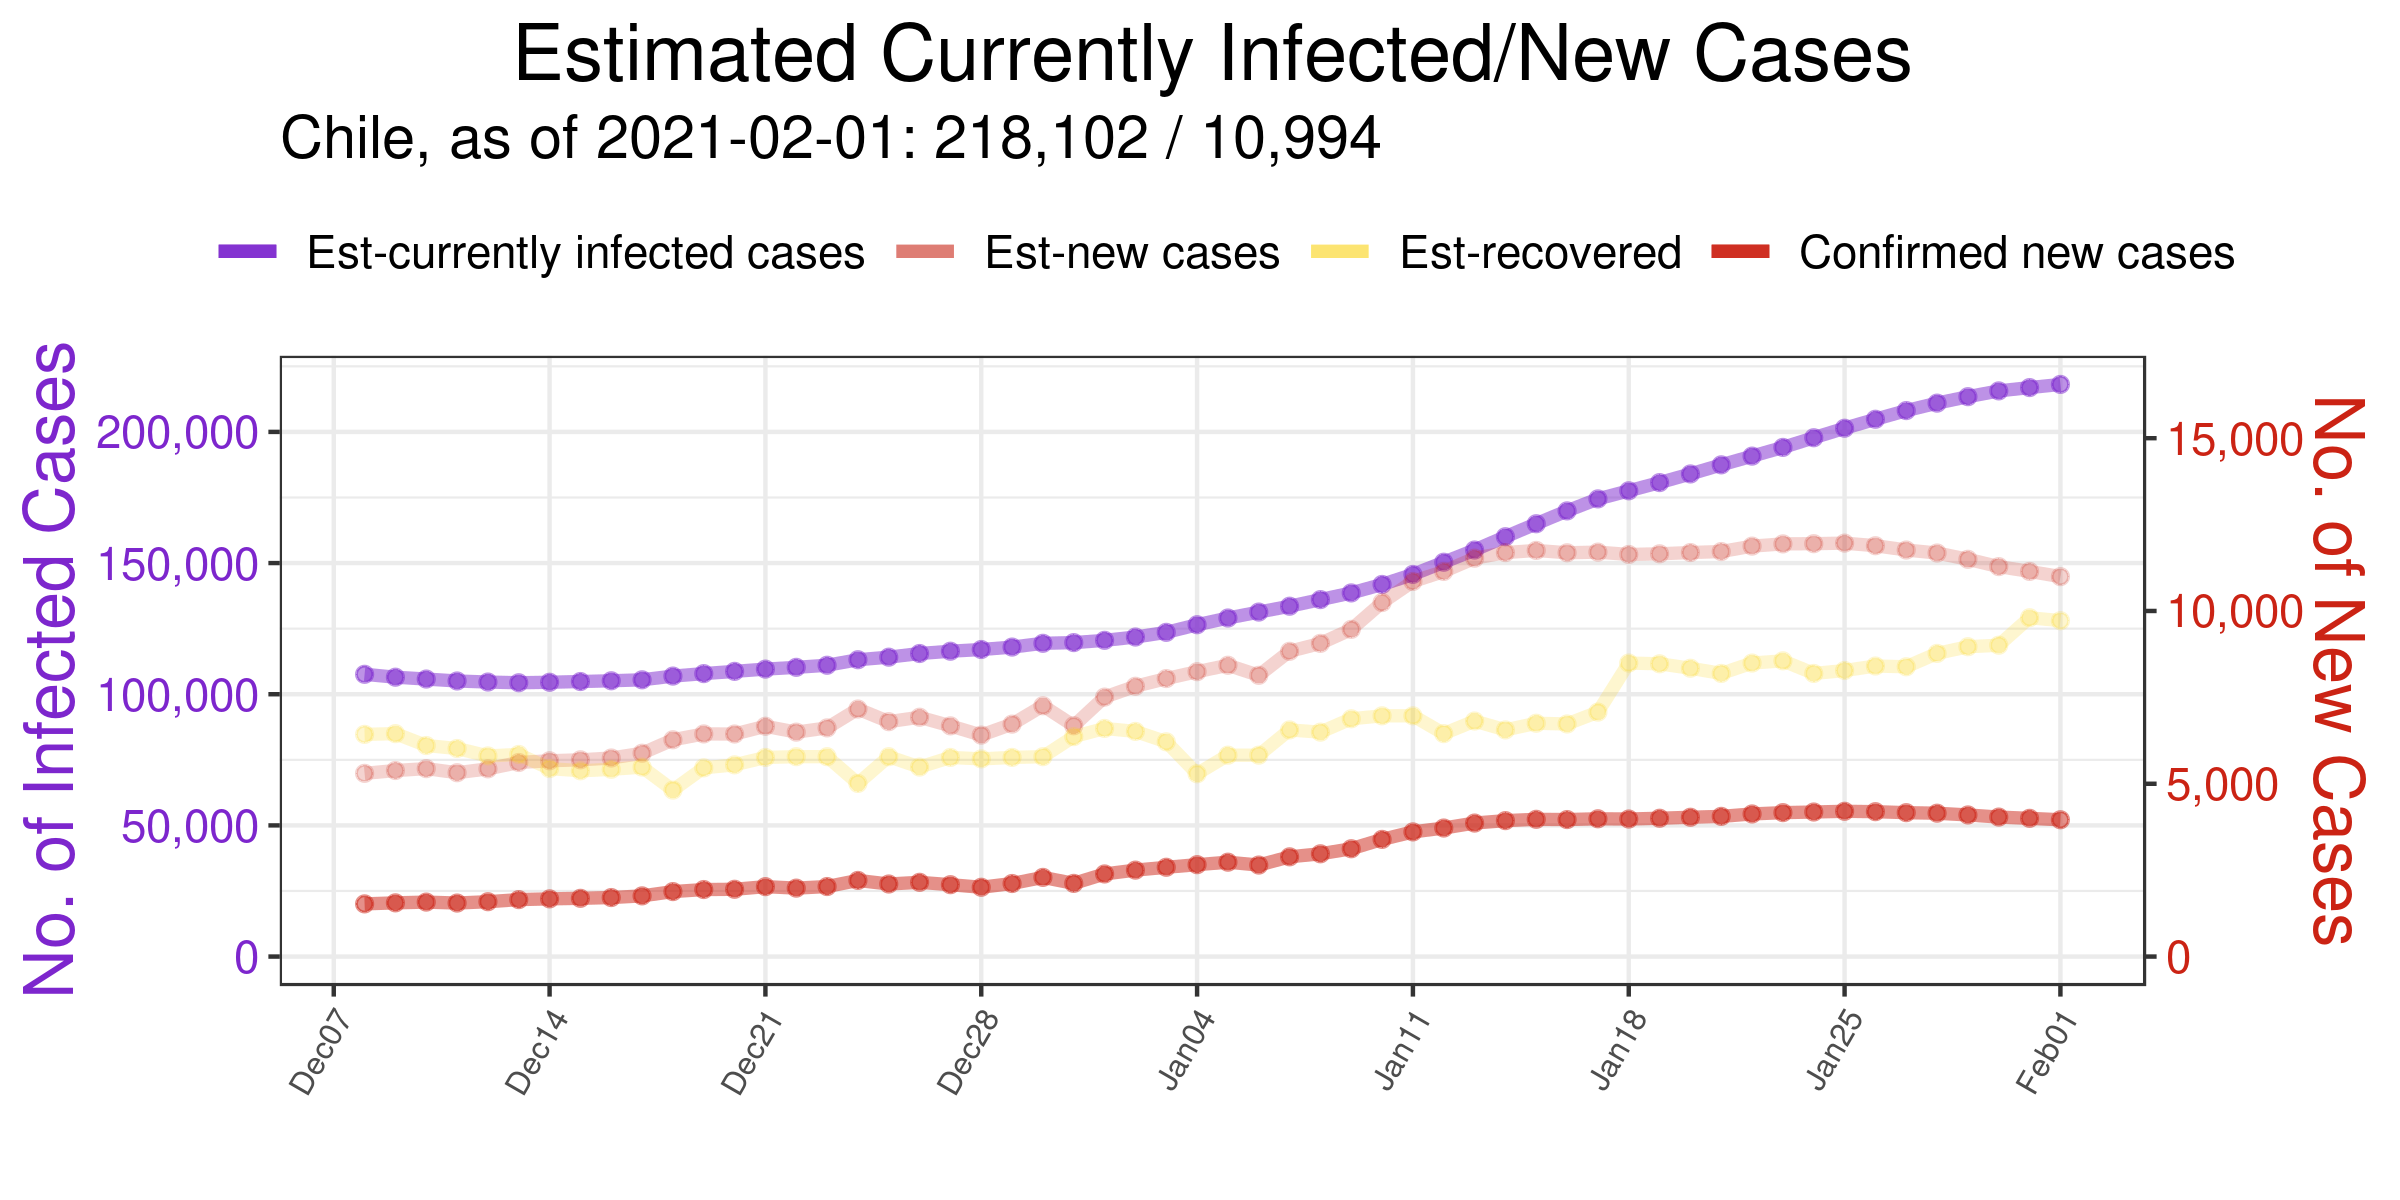 Estimated Currently Infected/New Cases
Chile, as of 2021-02-01: 218,102 / 10,994
Est-currently infected cases Est-new cases Est-recovered Confirmed new cases
No. of Infected Cases
200,000
150,000
100,000
50,000
0
15,000
10,000
5,000
0
No. of New Cases
Dec07 Dec14 Dec21 Dec28 Jan04 Jan11 Jan18 Jan25 Feb01